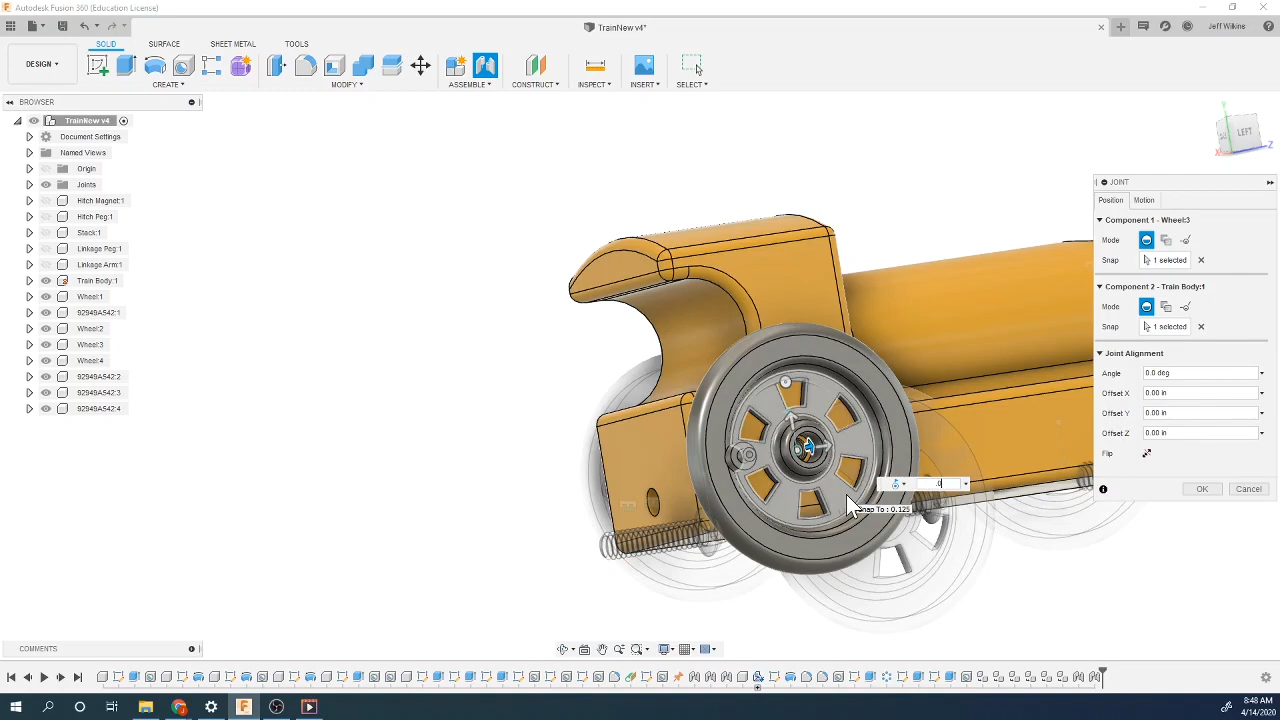 Autodesk Fusion 360 (Education License)
TrainNew v4*
Jeff Wilkins
SOLID SURFACE SHEET METAL TOOLS
DESIGN
CREATE
MODIFY
ASSEMBLE
CONSTRUCT
INSPECT
INSERT
SELECT
BROWSER
TrainNew v4
Document Settings
Named Views
Origin
Joints
Hitch Magnet:1
Hitch Peg:1
Stack:1
Linkage Peg:1
Linkage Arm:1
Train Body:1
Wheel:1
92949A542:1
Wheel:2
Wheel:3
Wheel:4
92949A542:2
92949A542:3
92949A542:4
Y
LEFT
X
Z
JOINT
Position Motion
Component 1 - Wheel:3
Mode
Snap 1 selected
Component 2 - Train Body:1
Mode
Snap 1 selected
Joint Alignment
Angle 0.0 deg
Offset X 0.00 in
Offset Y 0.00 in
Offset Z 0.00 in
Flip
OK Cancel
.0
Snap To : 0.125
COMMENTS
8:48 AM
4/14/2020